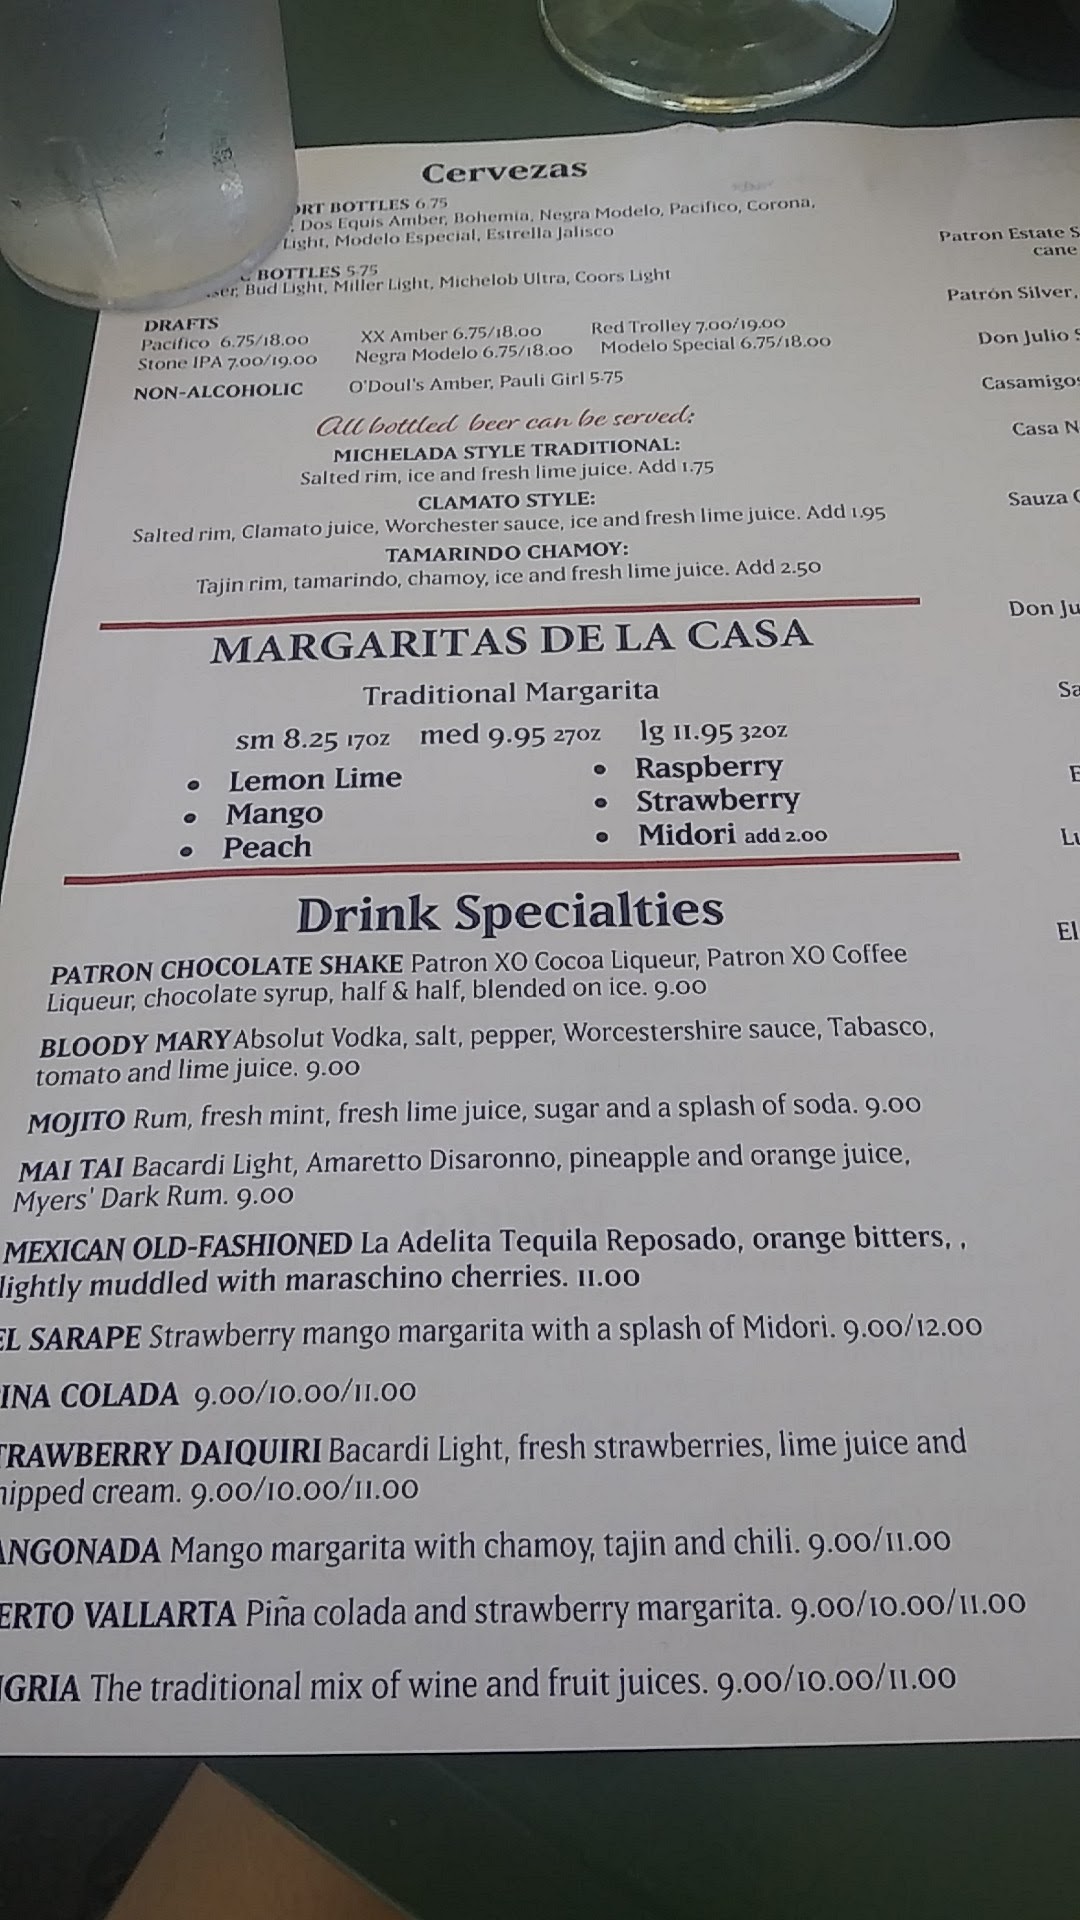 Cervezas
BOTTLES 6.75
Dos Equis Amber, Bohemia, Negra Modelo, Pacifico, Corona,
Light, Modelo Especial, Estrella Jalisco
BOTTLES 5.75
Bud Light, Miller Light, Michelob Ultra, Coors Light
DRAFTS
Pacifico 6.75/18.00 XX Amber 6.75/18.00 Red Trolley 7.00/19.00
Stone IPA 7.00/19.00 Negra Modelo 6.75/18.00 Modelo Special 6.75/18.00
NON-ALCOHOLIC O'Doul's Amber, Pauli Girl 5.75
All bottled beer can be served:
MICHELADA STYLE TRADITIONAL:
Salted rim, ice and fresh lime juice. Add 1.75
CLAMATO STYLE:
Salted rim, Clamato juice, Worchester sauce, ice and fresh lime juice. Add 1.95
TAMARINDO CHAMOY:
Tajin rim, tamarindo, chamoy, ice and fresh lime juice. Add 2.50
MARGARITAS DE LA CASA
Traditional Margarita
sm 8.25 17oz med 9.95 27oz lg 11.95 32oz
• Lemon Lime • Raspberry
• Mango • Strawberry
• Peach • Midori add 2.00
Drink Specialties
PATRON CHOCOLATE SHAKE Patron XO Cocoa Liqueur, Patron XO Coffee
Liqueur, chocolate syrup, half & half, blended on ice. 9.00
BLOODY MARY Absolut Vodka, salt, pepper, Worcestershire sauce, Tabasco,
tomato and lime juice. 9.00
MOJITO Rum, fresh mint, fresh lime juice, sugar and a splash of soda. 9.00
MAI TAI Bacardi Light, Amaretto Disaronno, pineapple and orange juice,
Myers' Dark Rum. 9.00
MEXICAN OLD-FASHIONED La Adelita Tequila Reposado, orange bitters, ,
lightly muddled with maraschino cherries. 11.00
EL SARAPE Strawberry mango margarita with a splash of Midori. 9.00/12.00
INA COLADA 9.00/10.00/11.00
TRAWBERRY DAIQUIRI Bacardi Light, fresh strawberries, lime juice and
hipped cream. 9.00/10.00/11.00
ANGONADA Mango margarita with chamoy, tajin and chili. 9.00/11.00
ERTO VALLARTA Piña colada and strawberry margarita. 9.00/10.00/11.00
NGRIA The traditional mix of wine and fruit juices. 9.00/10.00/11.00
Patron Estate S
cane
Patrón Silver,
Don Julio S
Casamigos
Casa N
Sauza
Don Ju
Sa
E
Lu
El